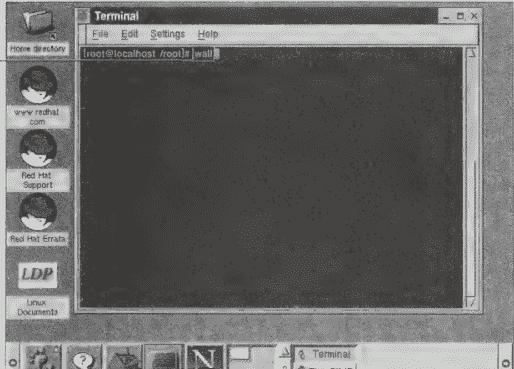 Terminal
File Edit Settings Help
[root@localhost /root]# wall
Home directory
www.redhat
com
Red Hat
Support
Red Hat Errata
LDP
Linux
Documents
?
N
Terminal